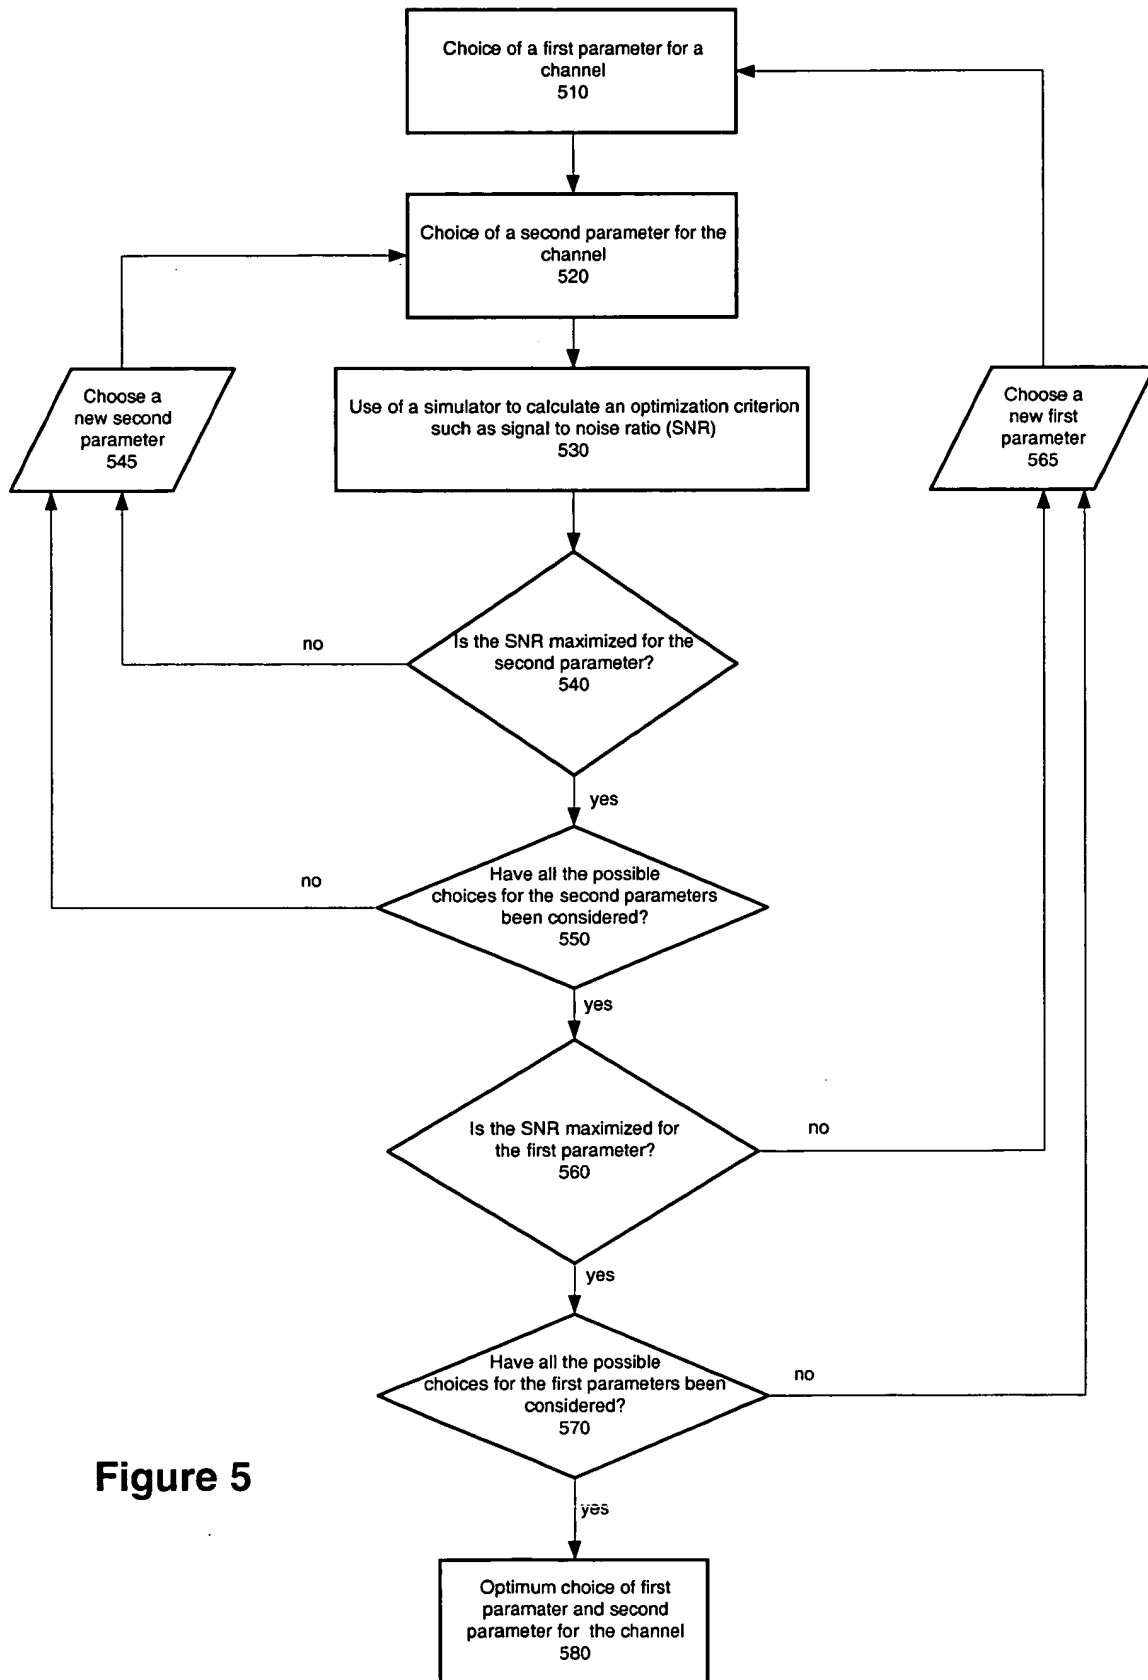 Choice of a first parameter for a
channel
510
Choice of a second parameter for the
channel
520
Choose a
new second
parameter
545
Use of a simulator to calculate an optimization criterion
such as signal to noise ratio (SNR)
530
Choose a
new first
parameter
565
no
Is the SNR maximized for the
second parameter?
540
yes
no
Have all the possible
choices for the second parameters
been considered?
550
yes
Is the SNR maximized for
the first parameter?
560
no
yes
Have all the possible
choices for the first parameters been
considered?
570
no
Figure 5
yes
Optimum choice of first
paramater and second
parameter for the channel
580